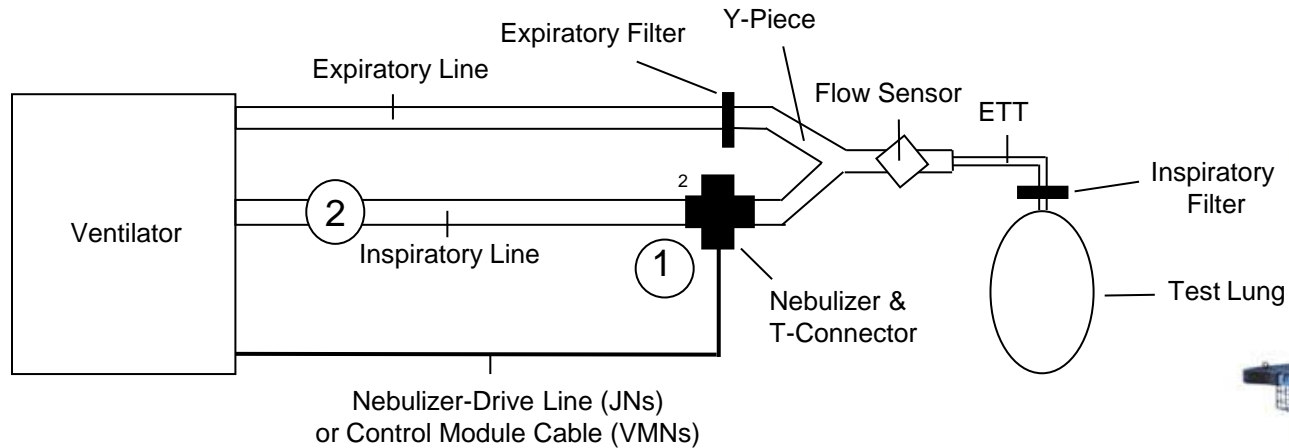 Y-Piece
Expiratory Filter
Expiratory Line
Flow Sensor
ETT
Inspiratory
Filter
2
2
Ventilator
Inspiratory Line
1
Nebulizer &
T-Connector
Test Lung
Nebulizer-Drive Line (JNs)
or Control Module Cable (VMNs)